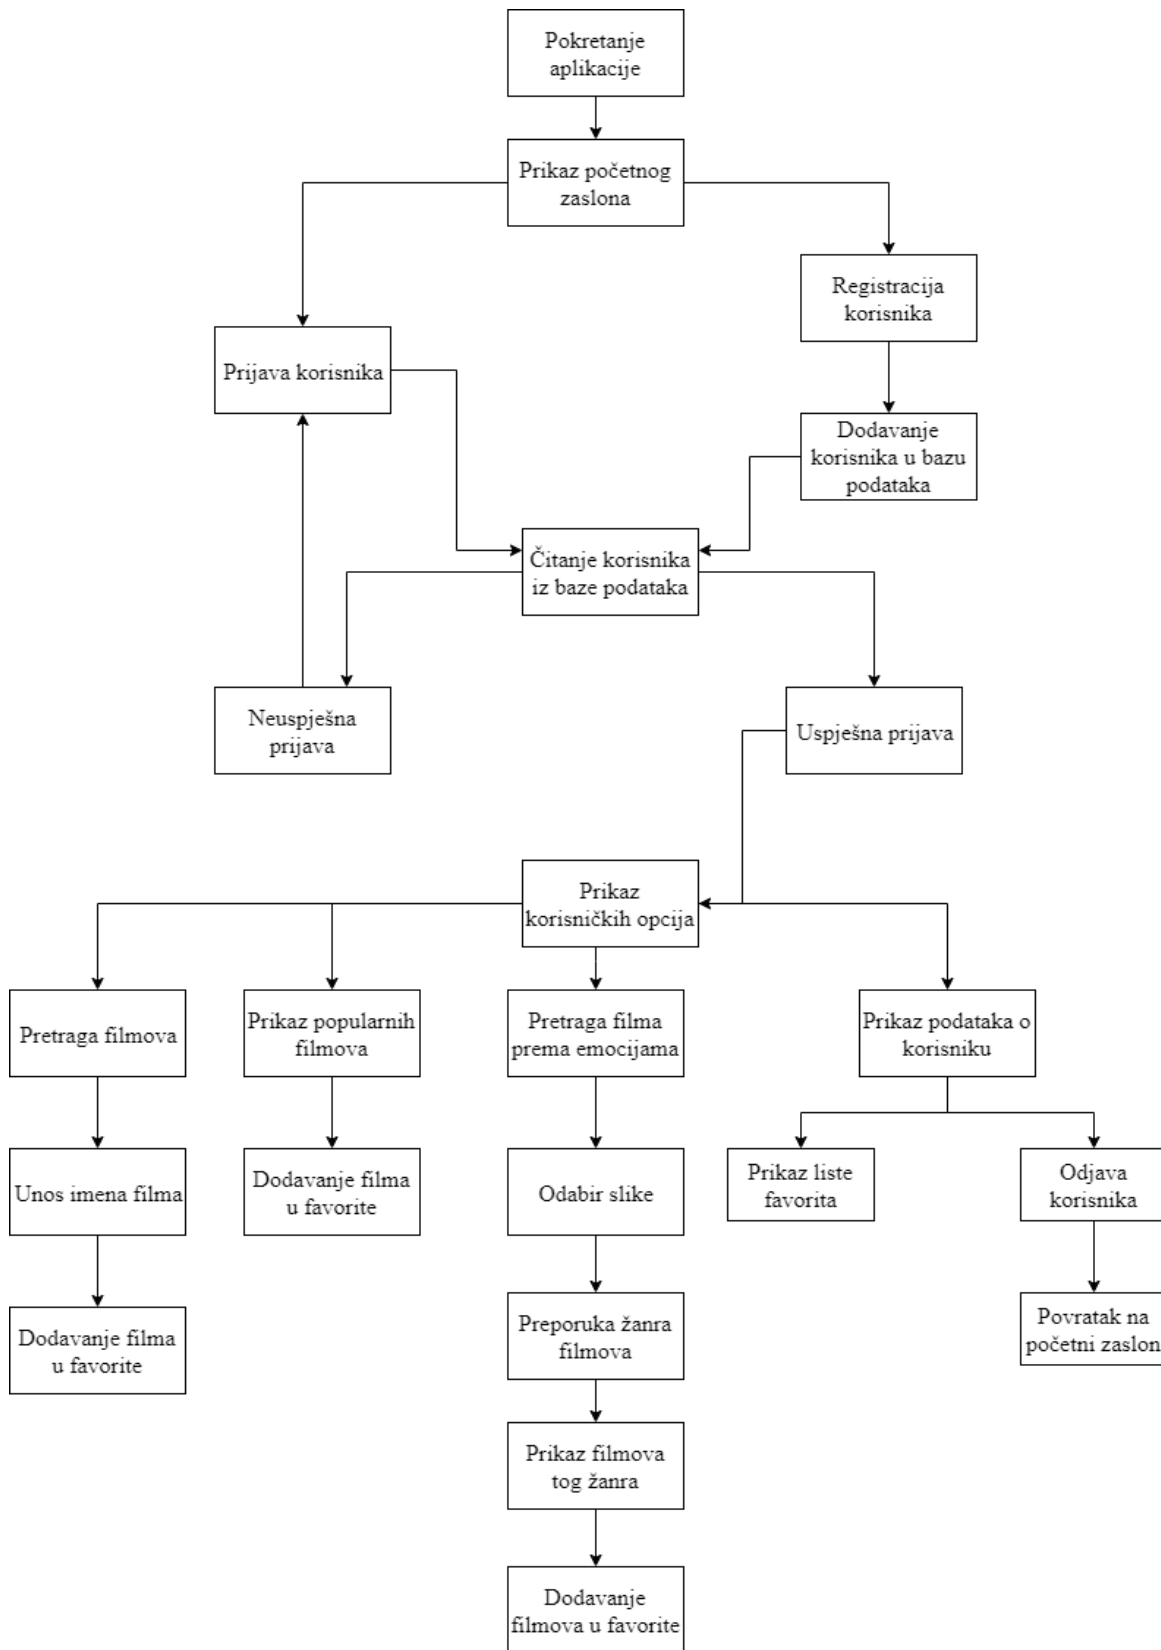 Pokretanje
aplikacije
Prikaz početnog
zaslona
Registracija
korisnika
Prijava korisnika
Dodavanje
korisnika u bazu
podataka
Čitanje korisnika
iz baze podataka
Neuspješna
prijava
Uspješna prijava
Prikaz
korisničkih opcija
Pretraga filmova
Prikaz popularnih
filmova
Pretraga filma
prema emocijama
Prikaz podataka o
korisniku
Unos imena filma
Dodavanje filma
u favorite
Odabir slike
Prikaz liste
favorita
Odjava
korisnika
Dodavanje filma
u favorite
Preporuka žanra
filmova
Povratak na
početni zaslon
Prikaz filmova
tog žanra
Dodavanje
filmova u favorite